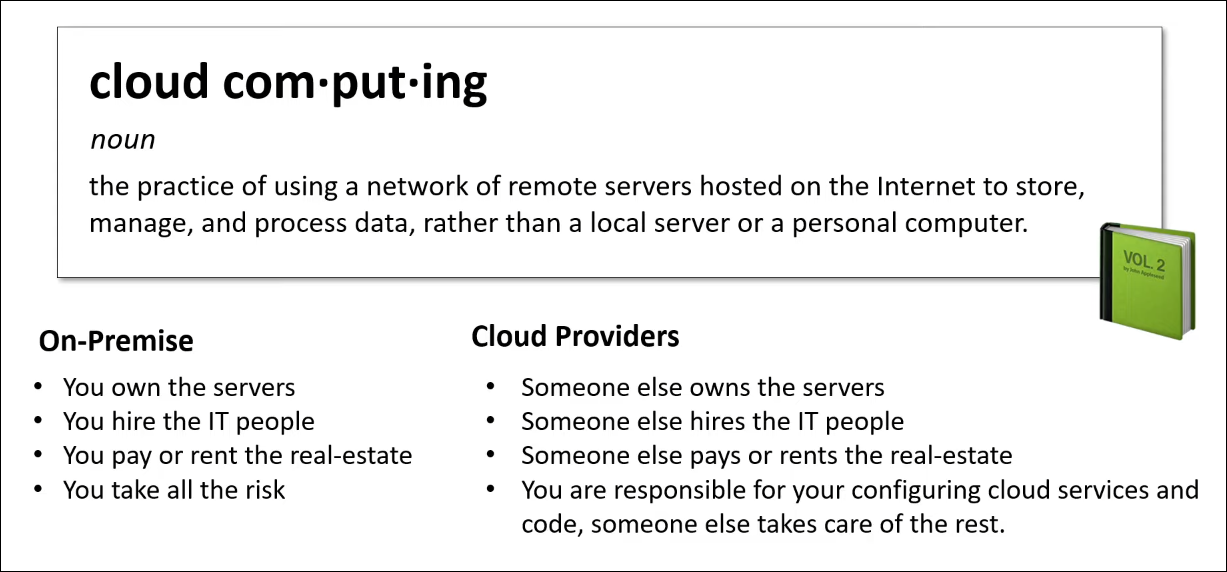 cloud com·put·ing
noun
the practice of using a network of remote servers hosted on the Internet to store,
manage, and process data, rather than a local server or a personal computer.
VOL. 2
by John Appleseed
On-Premise
• You own the servers
• You hire the IT people
• You pay or rent the real-estate
• You take all the risk
Cloud Providers
• Someone else owns the servers
• Someone else hires the IT people
• Someone else pays or rents the real-estate
• You are responsible for your configuring cloud services and
code, someone else takes care of the rest.